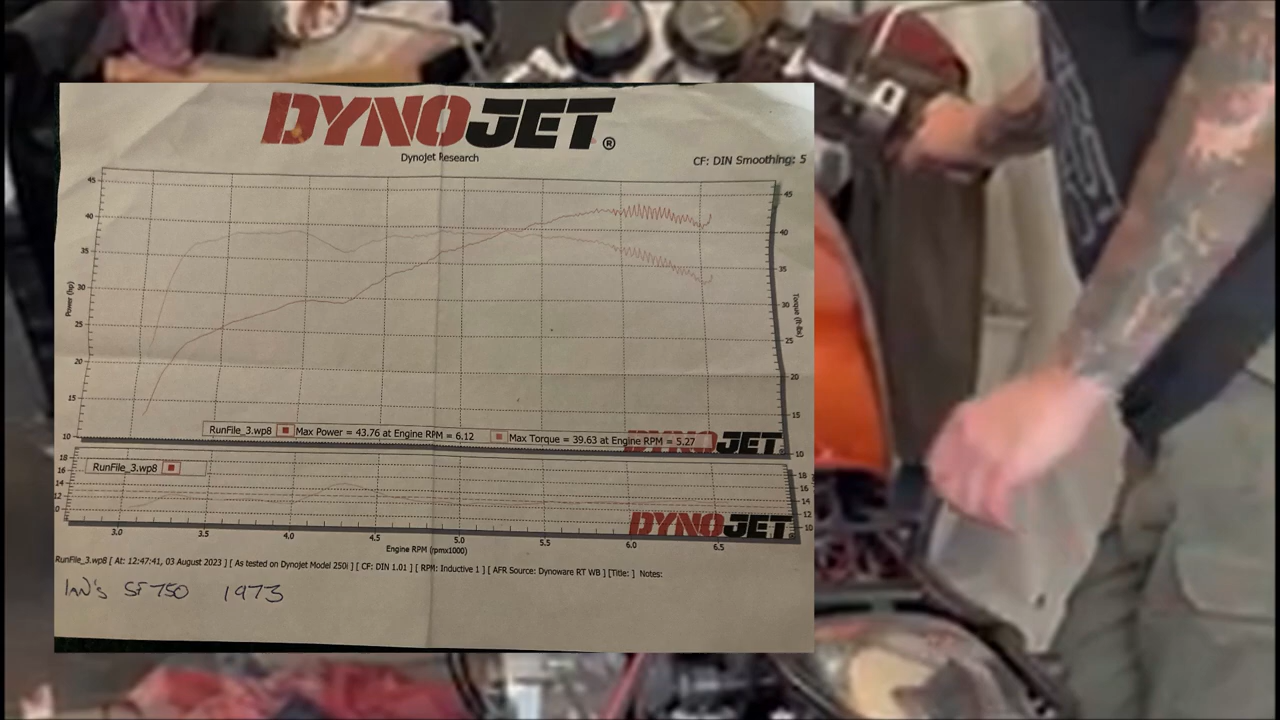 DYNOJET®
Dynojet Research
CF: DIN Smoothing: 5
45
40
35
30
25
20
15
10
Power (hp)
45
40
35
30
25
20
15
10
Torque (ft-lbs)
RunFile_3.wp8 Max Power = 43.76 at Engine RPM = 6.12 Max Torque = 39.63 at Engine RPM = 5.27
DYNOJET
18
16
14
12
RunFile_3.wp8
18
16
14
12
10
DYNOJET
3.0 3.5 4.0 4.5 5.0 5.5 6.0 6.5
Engine RPM (rpmx1000)
RunFile_3.wp8 [ At: 12:47:41, 03 August 2023 ] [ As tested on Dynojet Model 250i ] [ CF: DIN 1.01 ] [ RPM: Inductive 1 ] [ AFR Source: Dynoware RT WB ] [Title: ] Notes:
IAN's SF750 1973